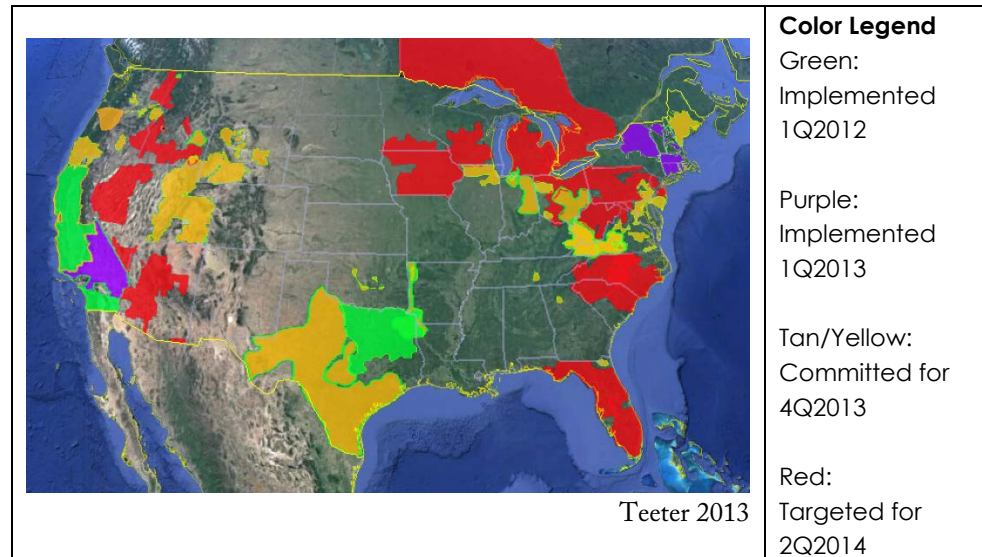 Color Legend
Green:
Implemented
1Q2012
Purple:
Implemented
1Q2013
Tan/Yellow:
Committed for
4Q2013
Red:
Targeted for
2Q2014
Teeter 2013